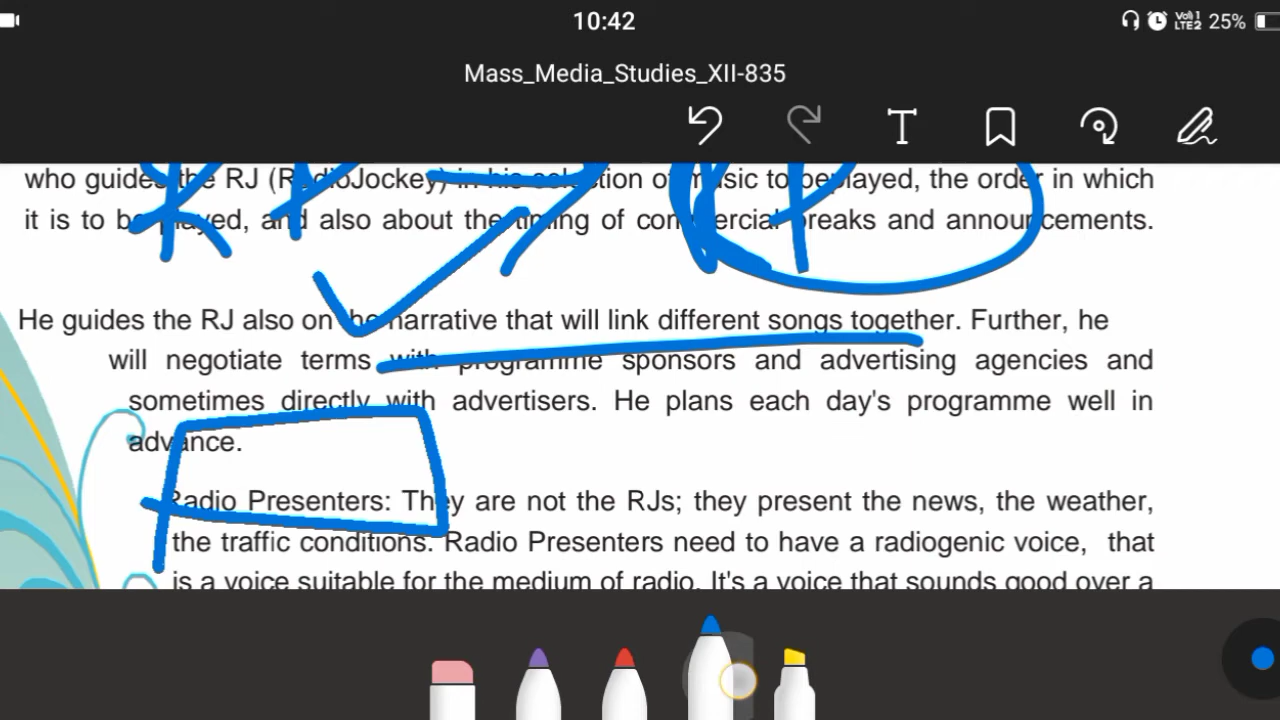 10:42
Vol) 1
LTE2 25%
Mass_Media_Studies_XII-835
T
who guides the RJ (RadioJockey) in his selection of music to beplayed, the order in which
it is to be played, and also about the timing of commercial breaks and announcements.
He guides the RJ also on the narrative that will link different songs together. Further, he
will negotiate terms with programme sponsors and advertising agencies and
sometimes directly with advertisers. He plans each day's programme well in
advance.
Radio Presenters: They are not the RJs; they present the news, the weather,
the traffic conditions. Radio Presenters need to have a radiogenic voice, that
is a voice suitable for the medium of radio. It's a voice that sounds good over a